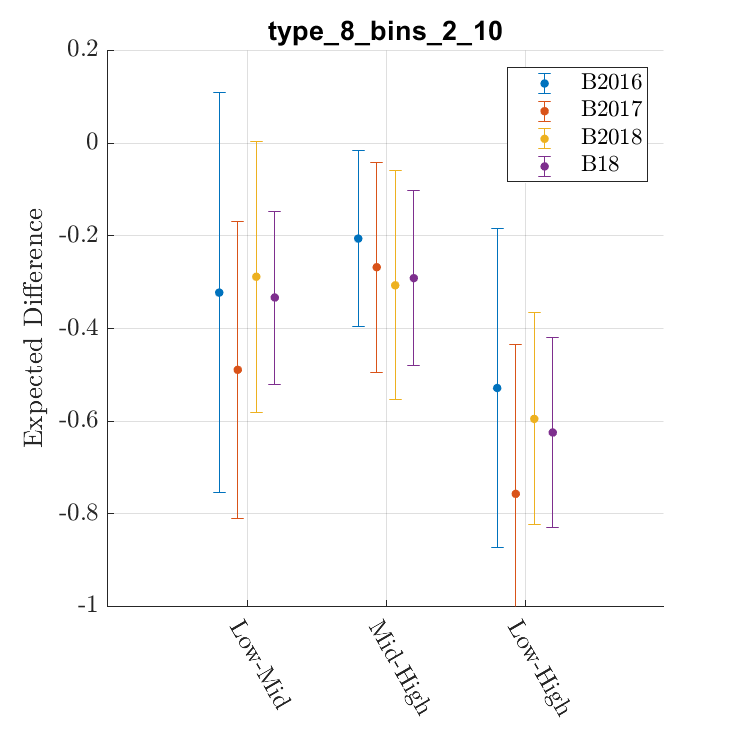 type_8_bins_2_10
0.2
0
-0.2
-0.4
-0.6
-0.8
-1
Expected Difference
B2016
B2017
B2018
B18
Low-Mid
Mid-High
Low-High